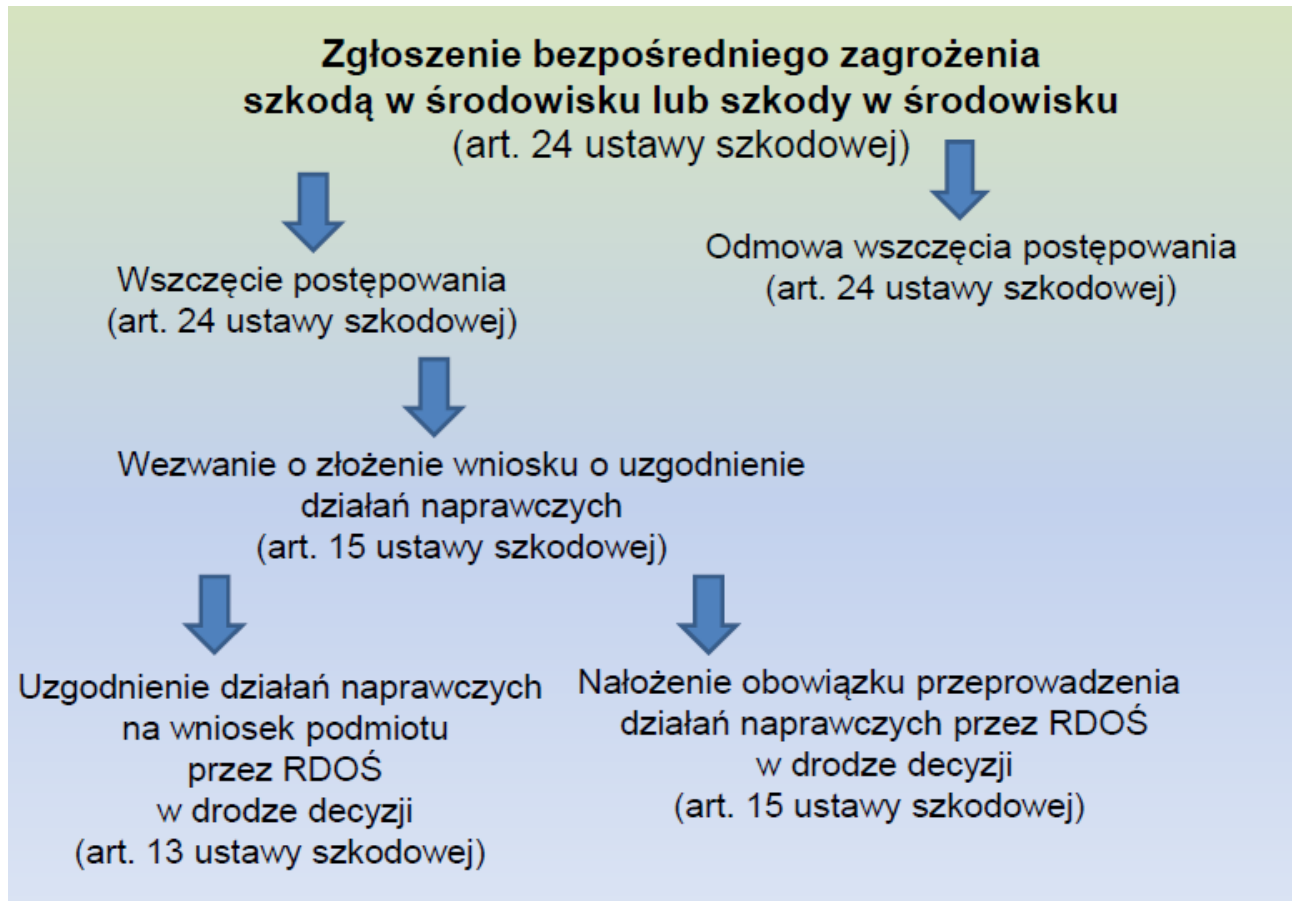 Zgłoszenie bezpośredniego zagrożenia
szkodą w środowisku lub szkody w środowisku
(art. 24 ustawy szkodowej)
Wszczęcie postępowania
(art. 24 ustawy szkodowej)
Odmowa wszczęcia postępowania
(art. 24 ustawy szkodowej)
Wezwanie o złożenie wniosku o uzgodnienie
działań naprawczych
(art. 15 ustawy szkodowej)
Uzgodnienie działań naprawczych
na wniosek podmiotu
przez RDOŚ
w drodze decyzji
(art. 13 ustawy szkodowej)
Nałożenie obowiązku przeprowadzenia
działań naprawczych przez RDOŚ
w drodze decyzji
(art. 15 ustawy szkodowej)